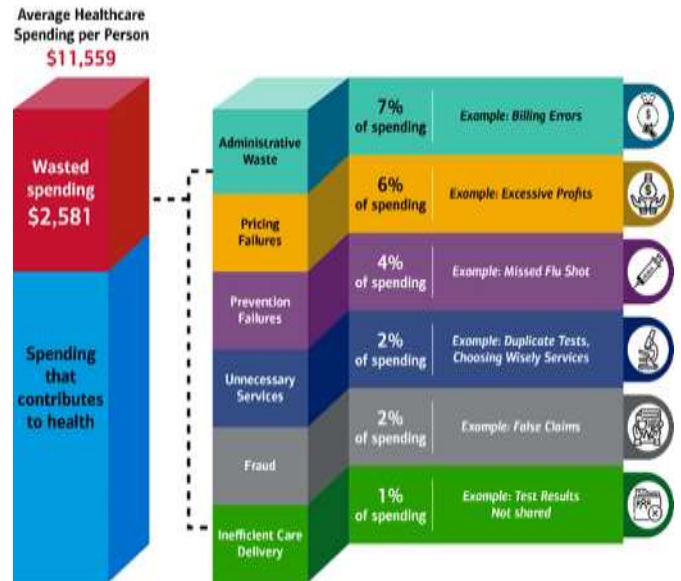 Average Healthcare
Spending per Person
$11,559
Wasted
spending
$2,581
Spending
that
contributes
to health
Administrative
Waste
7%
of spending
Example: Billing Errors
Pricing
Failures
6%
of spending
Example: Excessive Profits
Prevention
Failures
4%
of spending
Example: Missed Flu Shot
Unnecessary
Services
2%
of spending
Example: Duplicate Tests,
Choosing Wisely Services
Fraud
2%
of spending
Example: False Claims
Inefficient Care
Delivery
1%
of spending
Example: Test Results
Not shared